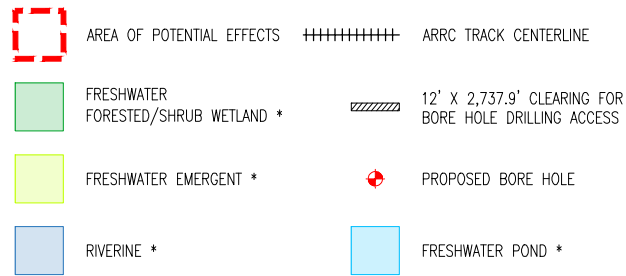 AREA OF POTENTIAL EFFECTS
ARRC TRACK CENTERLINE
FRESHWATER
FORESTED/SHRUB WETLAND *
12' X 2,737.9' CLEARING FOR
BORE HOLE DRILLING ACCESS
FRESHWATER EMERGENT *
PROPOSED BORE HOLE
RIVERINE *
FRESHWATER POND *